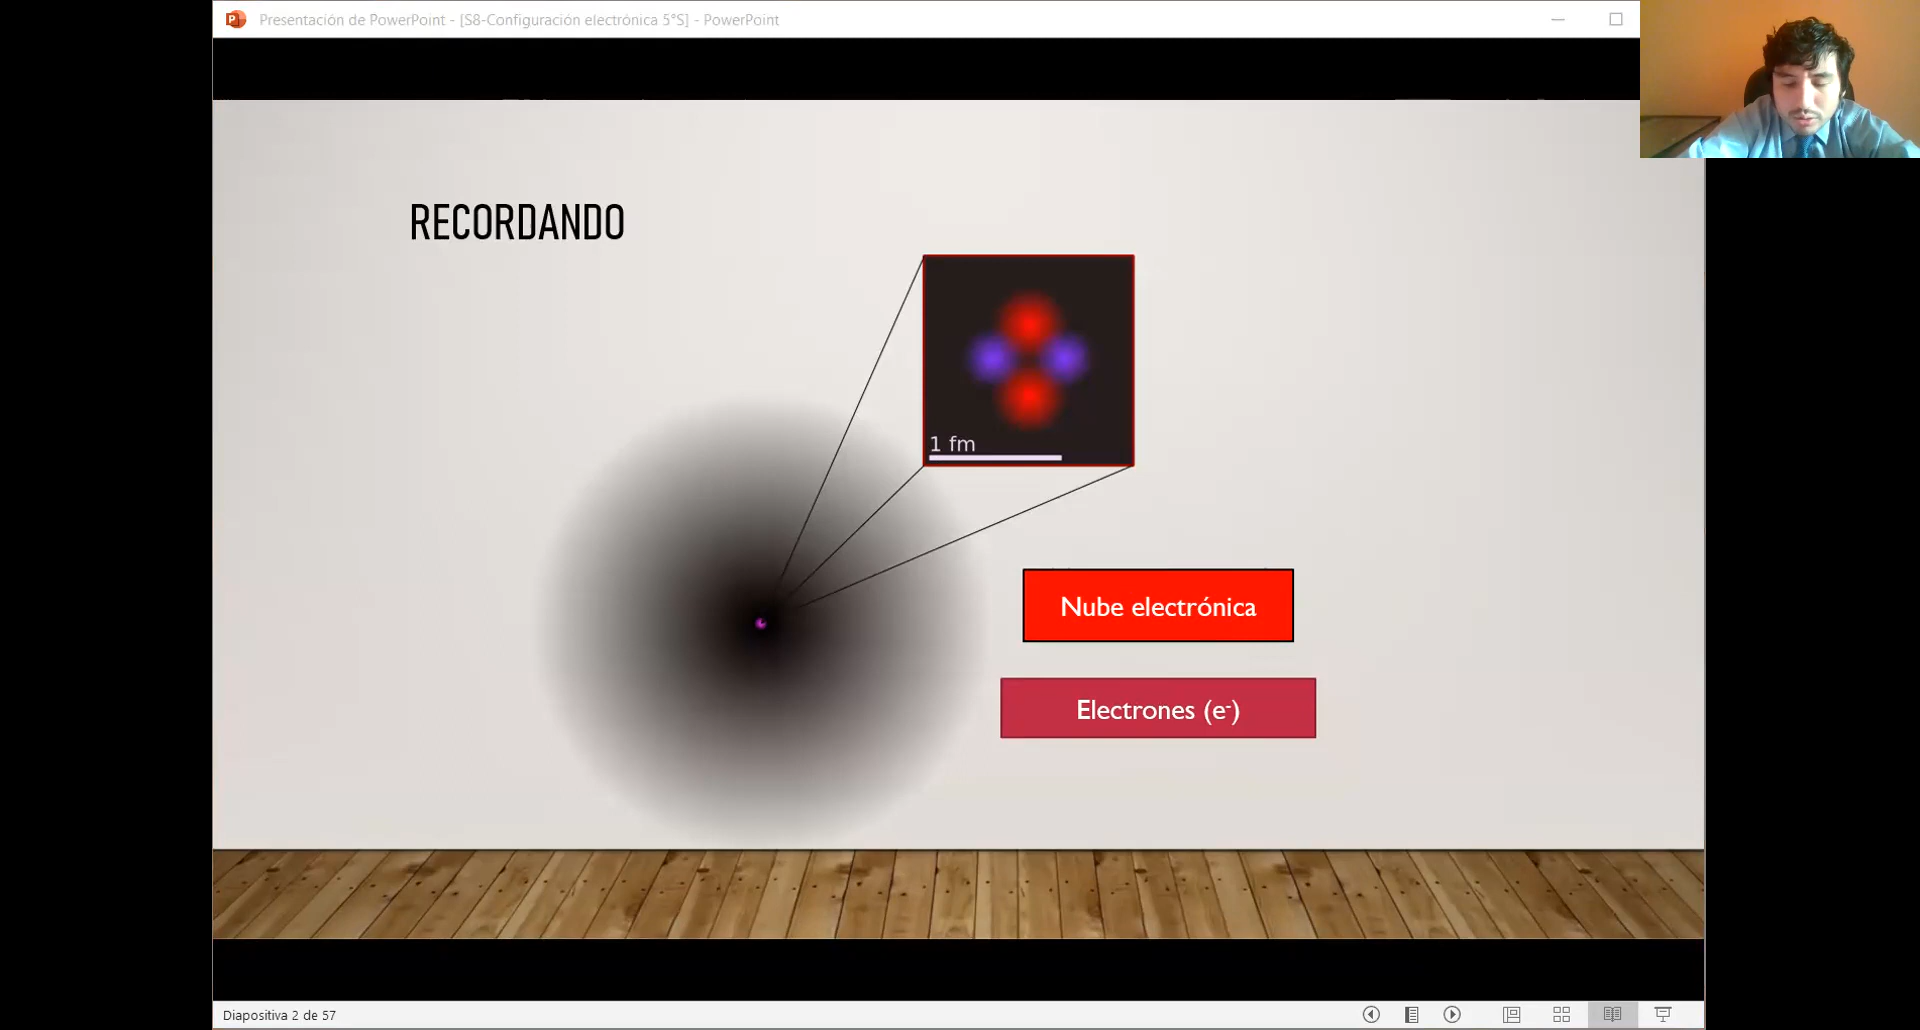 Presentación de PowerPoint - [S8-Configuración electrónica 5°S] - PowerPoint
RECORDANDO
1 fm
Nube electrónica
Electrones (e-)
Diapositiva 2 de 57